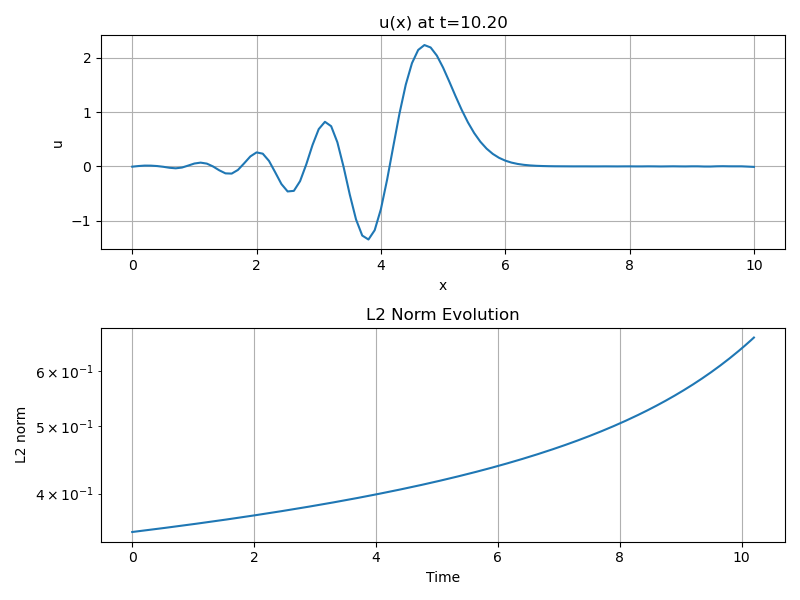 u(x) at t=10.20
2
1
0
−1
u
0 2 4 6 8 10
x
L2 Norm Evolution
6 × 10⁻¹
5 × 10⁻¹
4 × 10⁻¹
L2 norm
0 2 4 6 8 10
Time